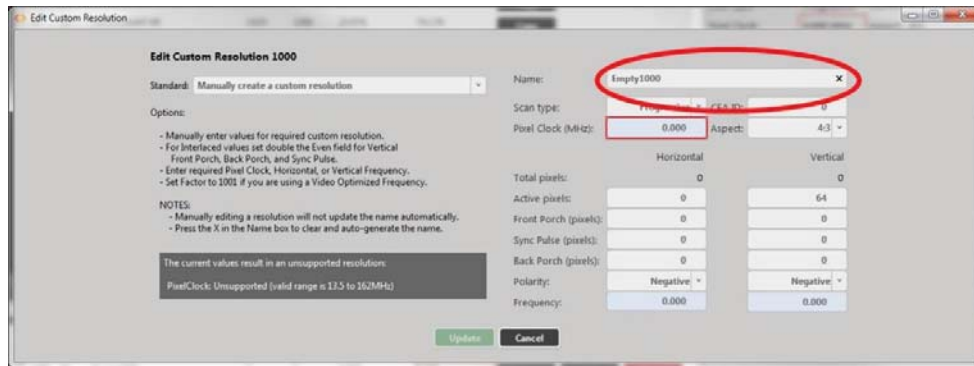 Edit Custom Resolution
Edit Custom Resolution 1000
Standard: Manually create a custom resolution
Options:
- Manually enter values for required custom resolution.
- For Interlaced values set double the Even field for Vertical
Front Porch, Back Porch, and Sync Pulse.
- Enter required Pixel Clock, Horizontal, or Vertical Frequency.
- Set Factor to 1001 if you are using a Video Optimized Frequency.
NOTES:
- Manually editing a resolution will not update the name automatically.
- Press the X in the Name box to clear and auto-generate the name.
The current values result in an unsupported resolution:
PixelClock: Unsupported (valid range is 13.5 to 162MHz)
Name: Empty1000 x
Scan type: Progressive CEA ID: 0
Pixel Clock (MHz): 0.000 Aspect: 4:3
Horizontal Vertical
Total pixels: 0 0
Active pixels: 0 64
Front Porch (pixels): 0 0
Sync Pulse (pixels): 0 0
Back Porch (pixels): 0 0
Polarity: Negative Negative
Frequency: 0.000 0.000
Update Cancel